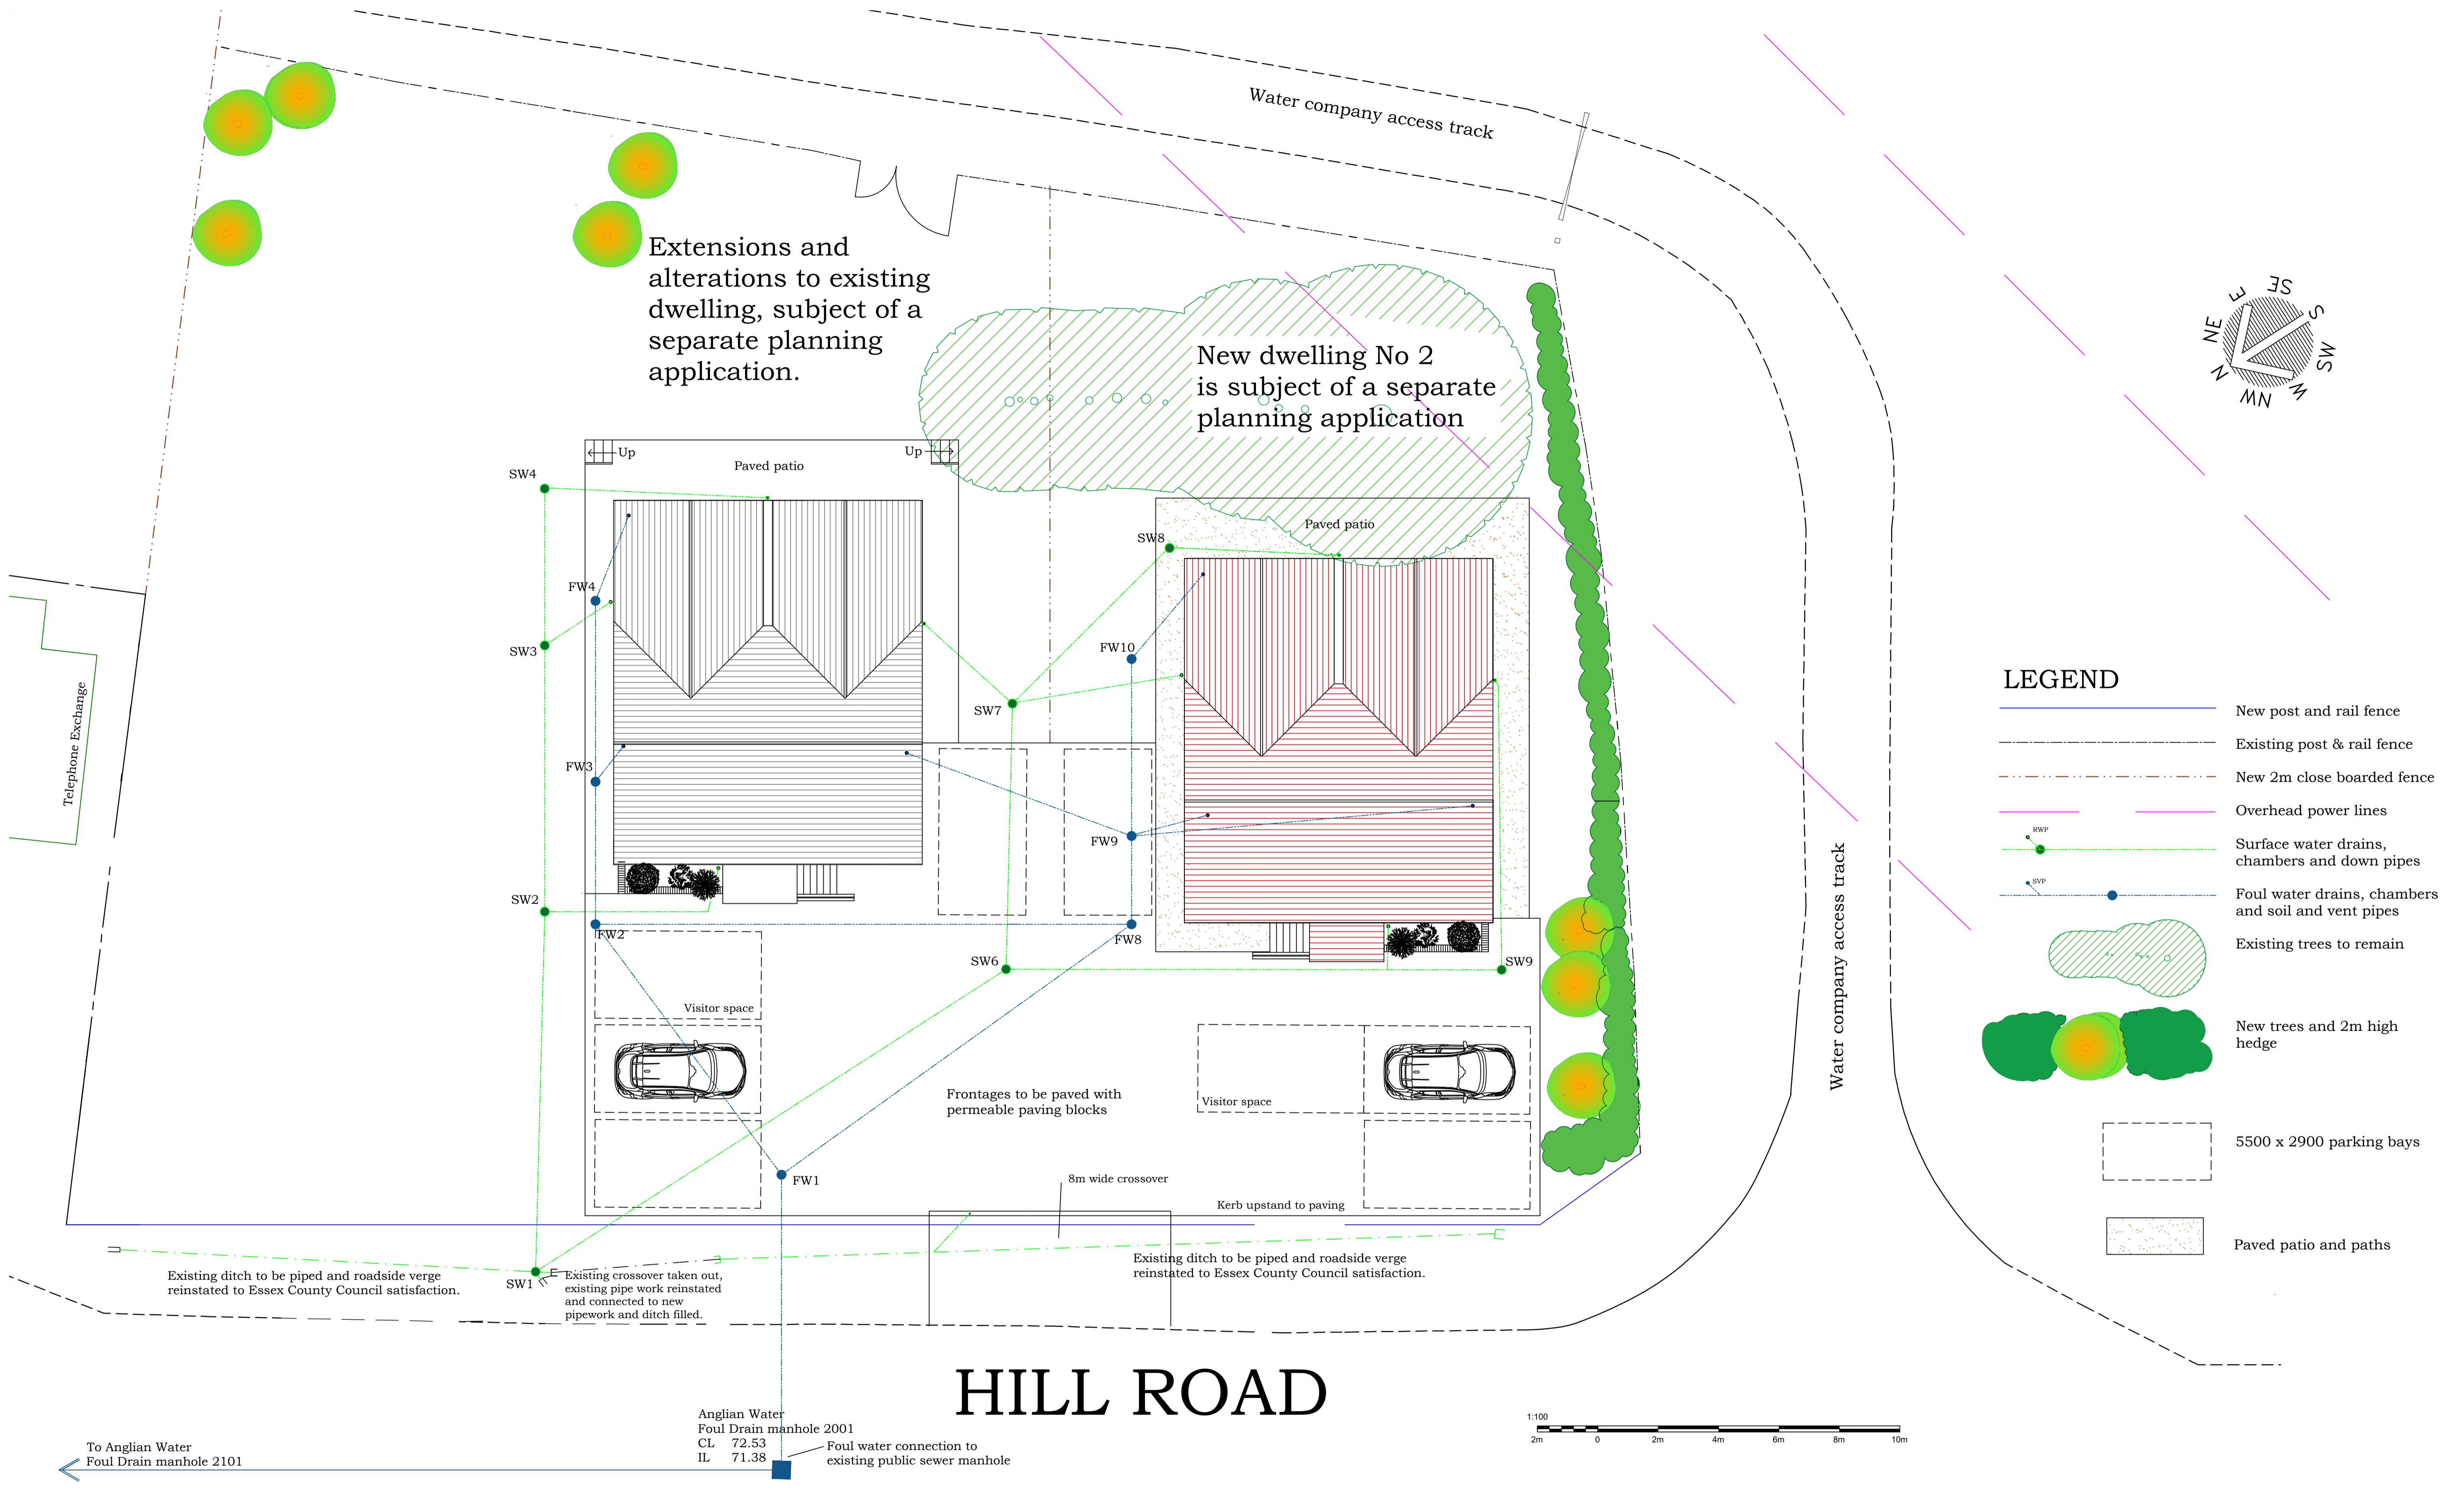 Water company access track
Extensions and
alterations to existing
dwelling, subject of a
separate planning
application.
New dwelling No 2
is subject of a separate
planning application
N
NE
E
SE
S
SW
W
NW
Up
Up
Paved patio
SW4
Paved patio
SW8
FW4
SW3
FW10
SW7
Telephone Exchange
FW3
FW9
SW2
FW2
FW8
SW6
SW9
Visitor space
Visitor space
Frontages to be paved with
permeable paving blocks
Water company access track
FW1
8m wide crossover
Kerb upstand to paving
SW1
Existing ditch to be piped and roadside verge
reinstated to Essex County Council satisfaction.
Existing crossover taken out,
existing pipe work reinstated
and connected to new
pipework and ditch filled.
Existing ditch to be piped and roadside verge
reinstated to Essex County Council satisfaction.
HILL ROAD
Anglian Water
Foul Drain manhole 2001
CL 72.53
IL 71.38
Foul water connection to
existing public sewer manhole
To Anglian Water
Foul Drain manhole 2101
1:100
2m 0 2m 4m 6m 8m 10m
LEGEND
New post and rail fence
Existing post & rail fence
New 2m close boarded fence
Overhead power lines
RWP
Surface water drains,
chambers and down pipes
SVP
Foul water drains, chambers
and soil and vent pipes
Existing trees to remain
New trees and 2m high
hedge
5500 x 2900 parking bays
Paved patio and paths